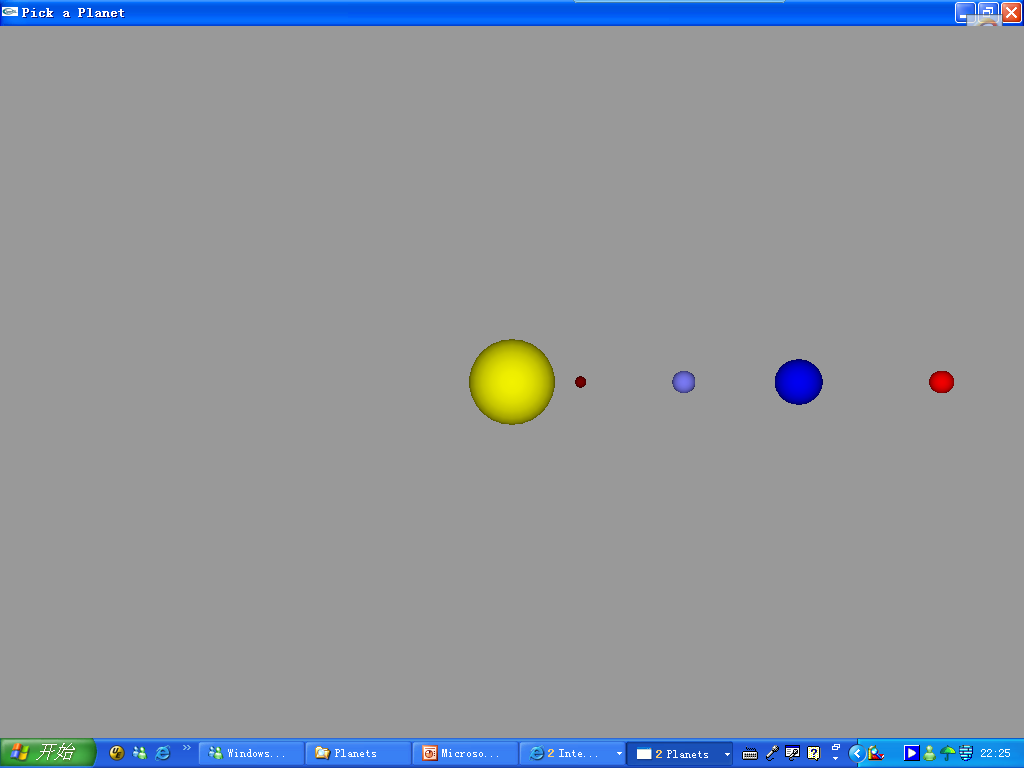 Pick a Planet
开始
Windows...
Planets
Microso...
2 Inte...
2 Planets
22:25